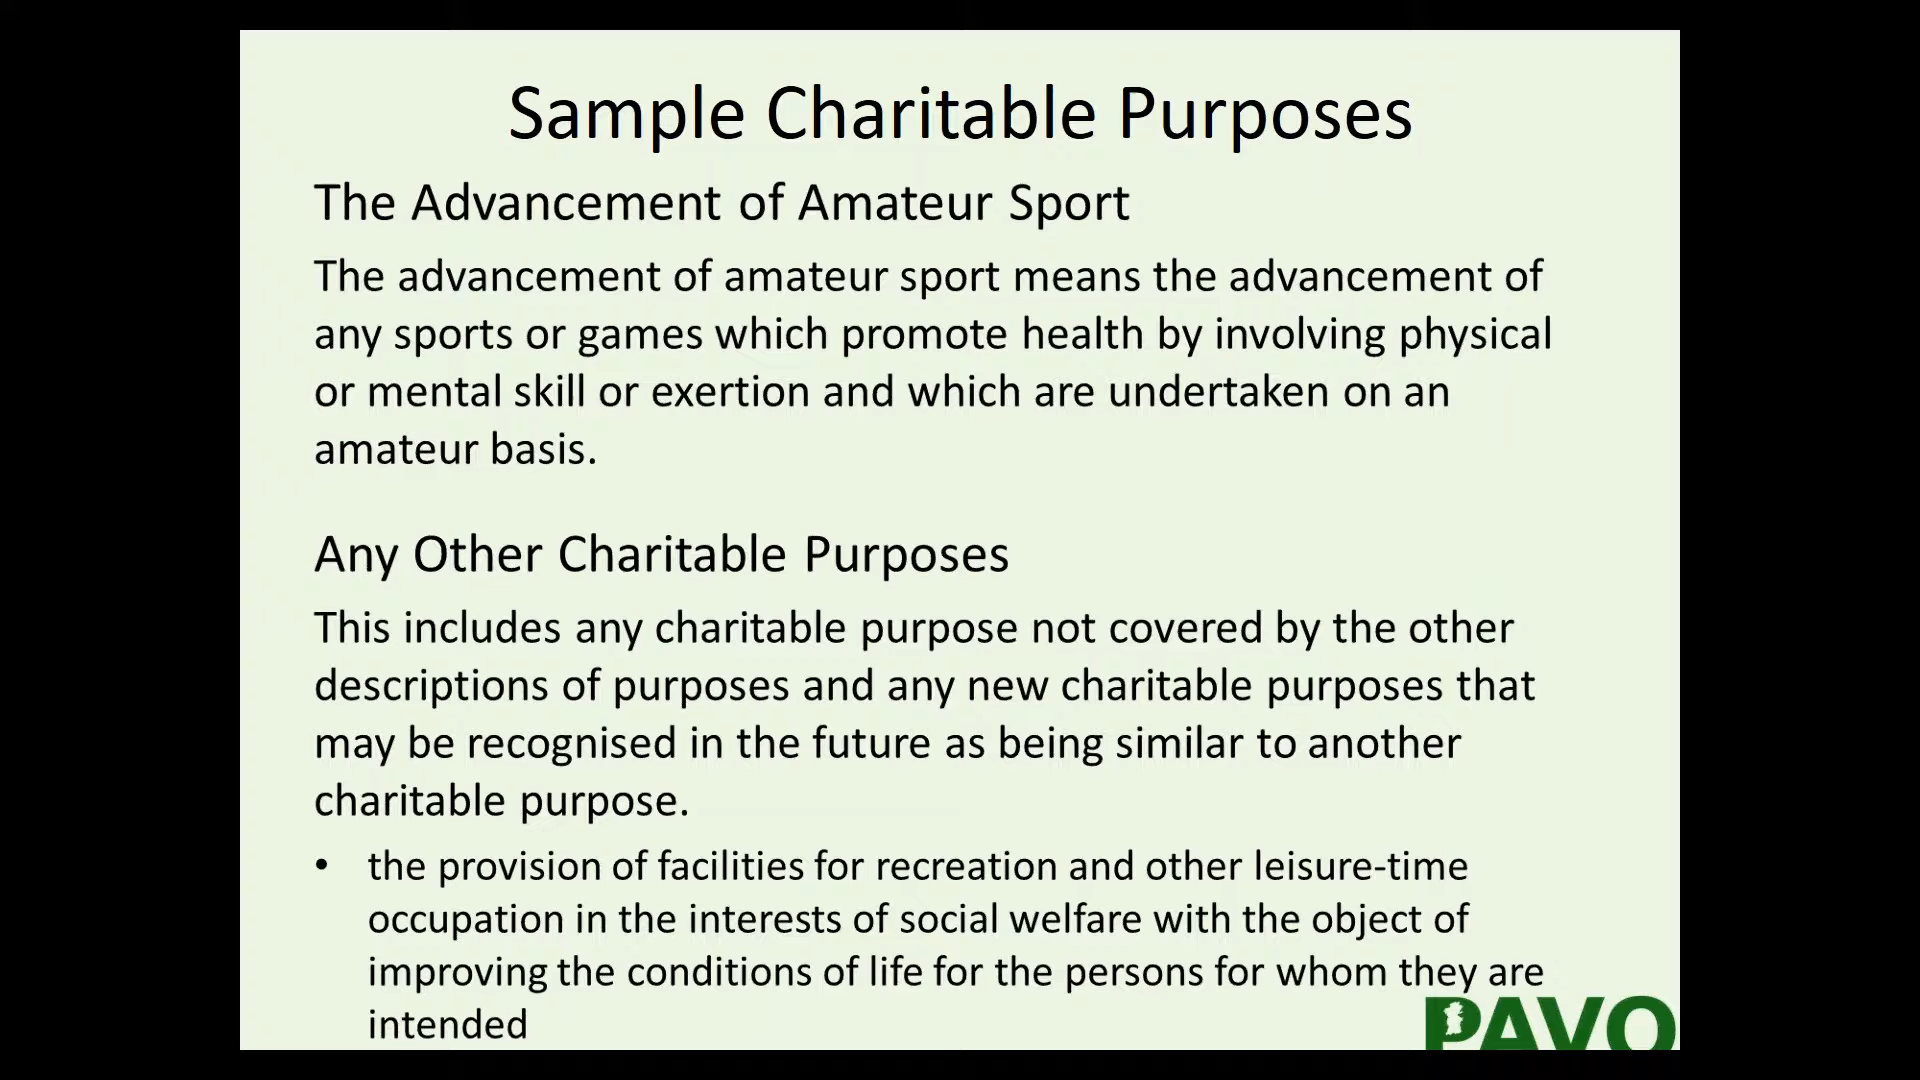 Sample Charitable Purposes
The Advancement of Amateur Sport
The advancement of amateur sport means the advancement of
any sports or games which promote health by involving physical
or mental skill or exertion and which are undertaken on an
amateur basis.
Any Other Charitable Purposes
This includes any charitable purpose not covered by the other
descriptions of purposes and any new charitable purposes that
may be recognised in the future as being similar to another
charitable purpose.
• the provision of facilities for recreation and other leisure-time
occupation in the interests of social welfare with the object of
improving the conditions of life for the persons for whom they are
intended
PAVO